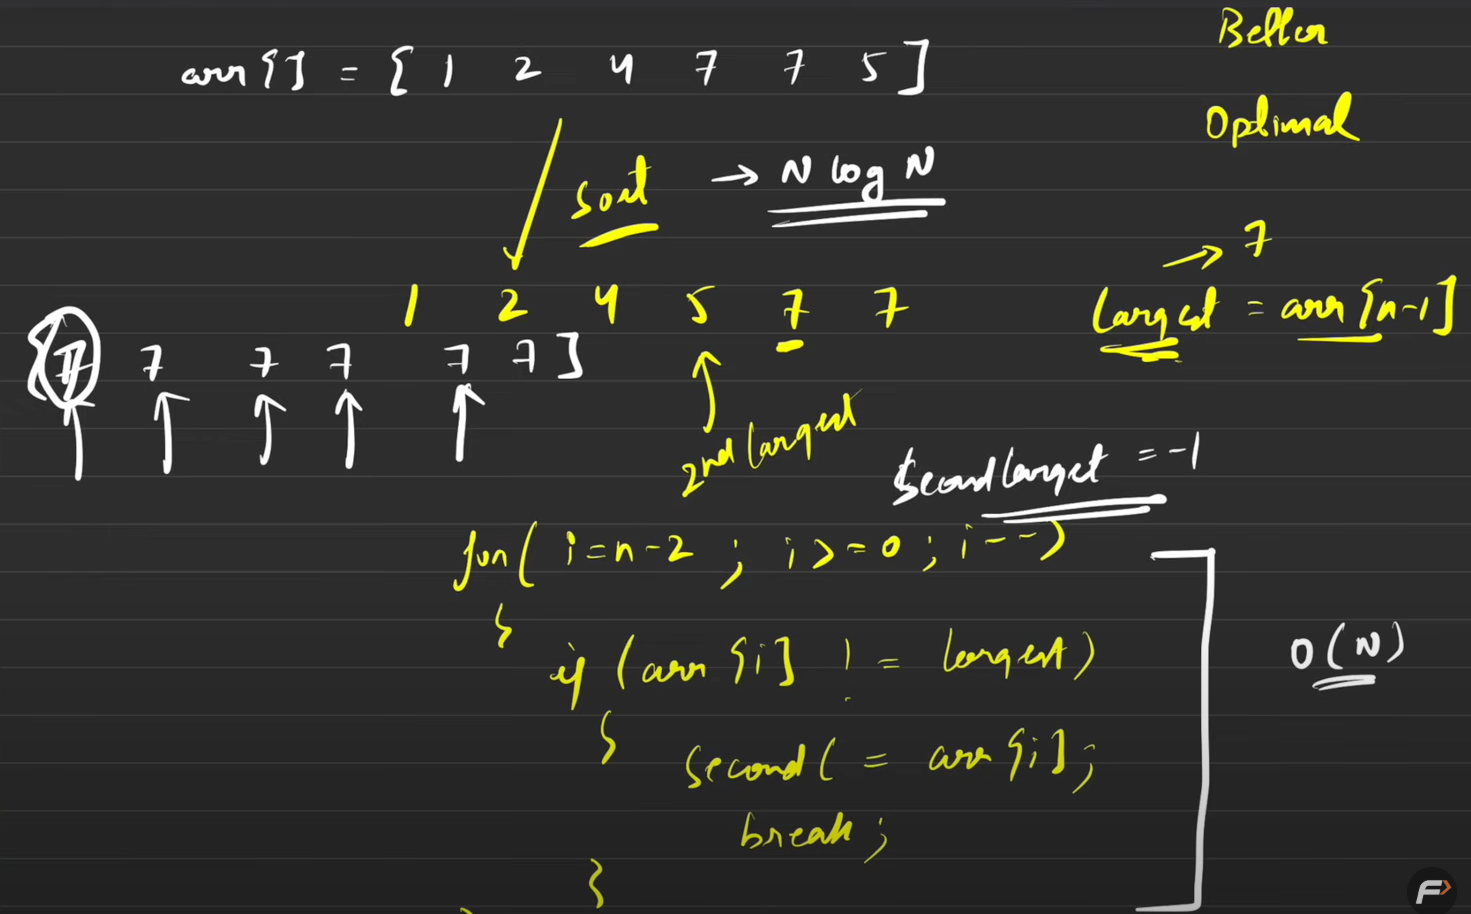 Better
arr[] = [ 1 2 4 7 7 5 ]
Optimal
Sort → N log N
→ 7
1 2 4 5 7 7
largest = arr[n-1]
[ 7 7 7 7 7 7 ]
2nd largest
Secondlargest = -1
for( i=n-2 ; i>=0 ; i-- )
{
if (arr[i] != largest)
O(N)
{
Secondl = arr[i];
break;
}
}